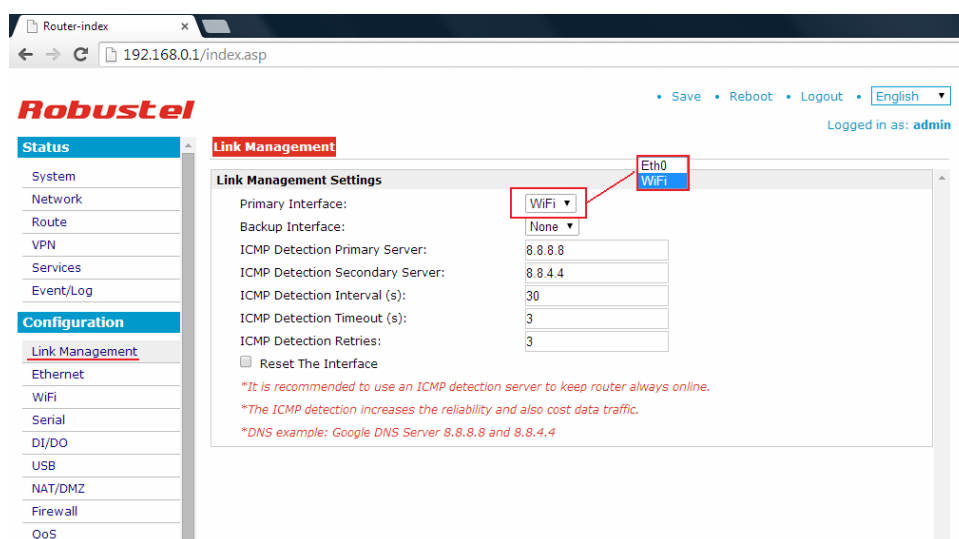 Router-index ×
192.168.0.1/index.asp
Robustel
• Save • Reboot • Logout • English
Logged in as: admin
Status
System
Network
Route
VPN
Services
Event/Log
Configuration
Link Management
Ethernet
WiFi
Serial
DI/DO
USB
NAT/DMZ
Firewall
QoS
Link Management
Link Management Settings
Eth0
WiFi
Primary Interface: WiFi
Backup Interface: None
ICMP Detection Primary Server: 8.8.8.8
ICMP Detection Secondary Server: 8.8.4.4
ICMP Detection Interval (s): 30
ICMP Detection Timeout (s): 3
ICMP Detection Retries: 3
Reset The Interface
*It is recommended to use an ICMP detection server to keep router always online.
*The ICMP detection increases the reliability and also cost data traffic.
*DNS example: Google DNS Server 8.8.8.8 and 8.8.4.4